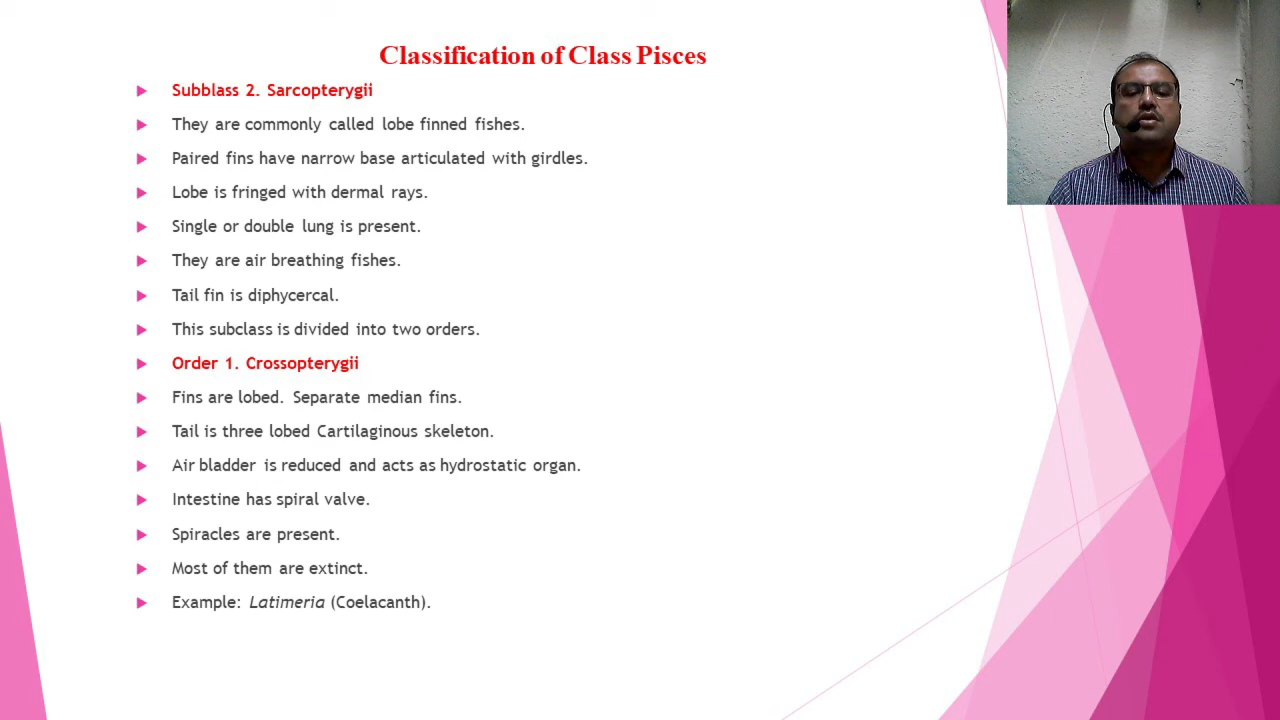 Classification of Class Pisces
Subblass 2. Sarcopterygii
They are commonly called lobe finned fishes.
Paired fins have narrow base articulated with girdles.
Lobe is fringed with dermal rays.
Single or double lung is present.
They are air breathing fishes.
Tail fin is diphycercal.
This subclass is divided into two orders.
Order 1. Crossopterygii
Fins are lobed. Separate median fins.
Tail is three lobed Cartilaginous skeleton.
Air bladder is reduced and acts as hydrostatic organ.
Intestine has spiral valve.
Spiracles are present.
Most of them are extinct.
Example: Latimeria (Coelacanth).